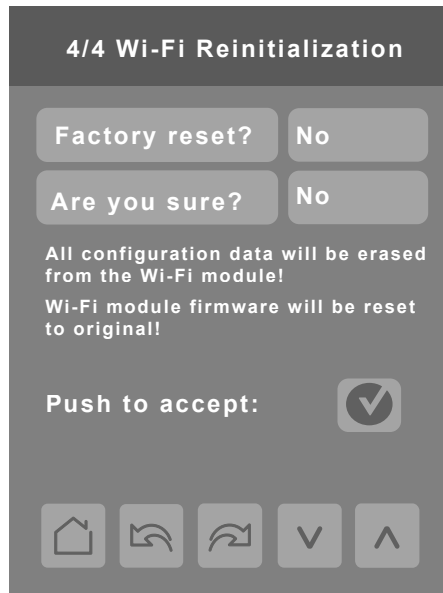 4/4 Wi-Fi Reinitialization
Factory reset? No
Are you sure? No
All configuration data will be erased
from the Wi-Fi module!
Wi-Fi module firmware will be reset
to original!
Push to accept: